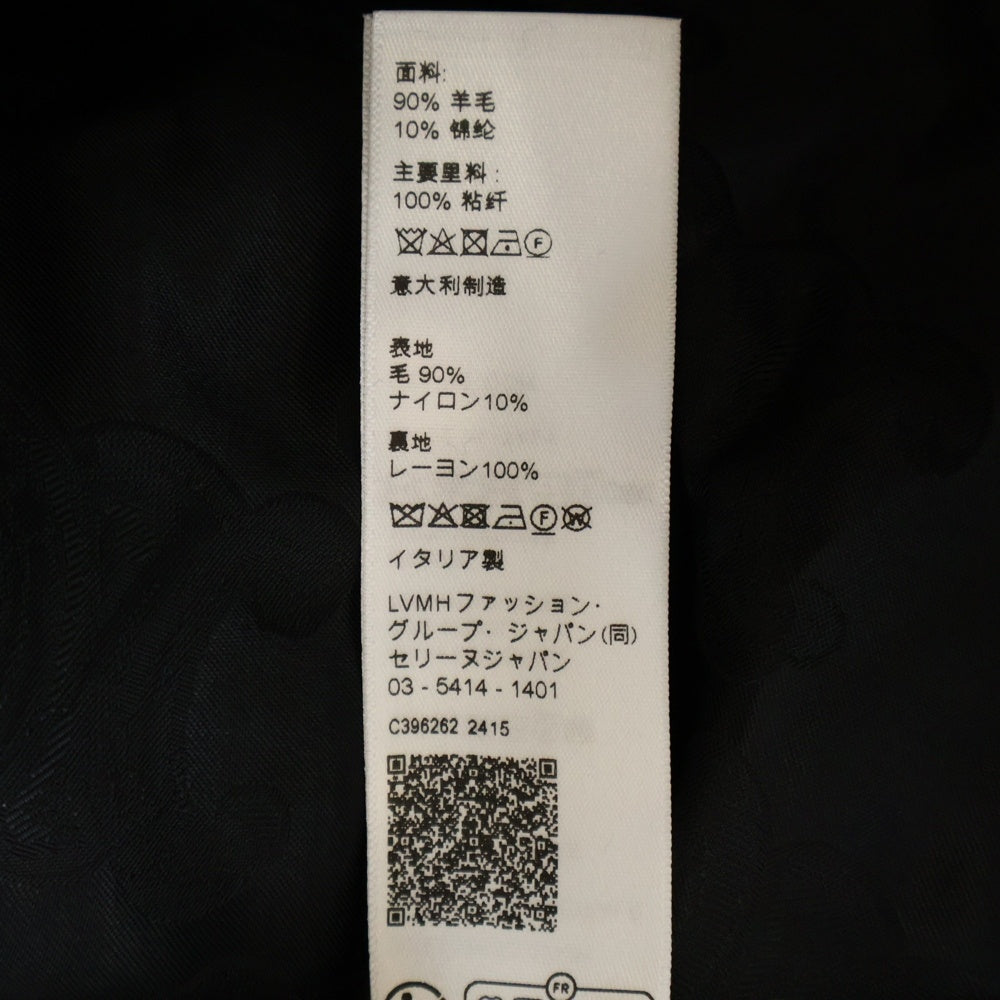 面料:
90% 羊毛
10% 锦纶
主要里料:
100% 粘纤
F
意大利制造
表地
毛 90%
ナイロン10%
裏地
レーヨン100%
F W
イタリア製
LVMHファッション・
グループ・ジャパン(同)
セリーヌジャパン
03 - 5414 - 1401
C396262 2415
FR